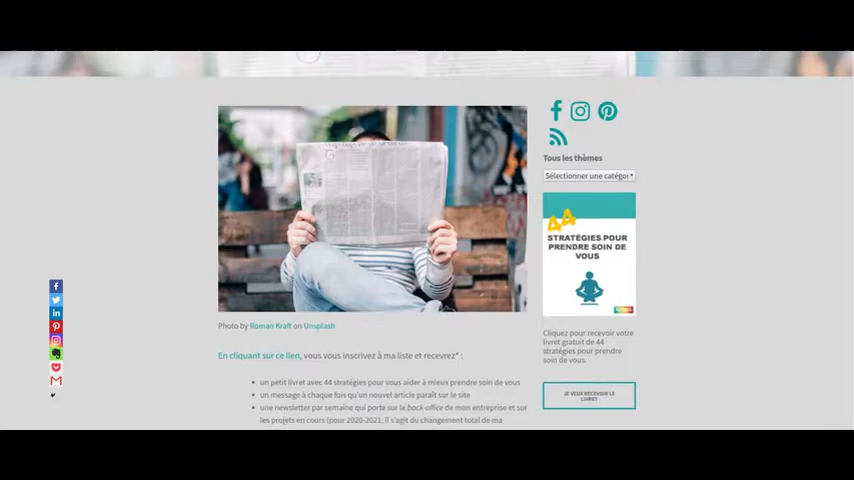 Tous les thèmes
Sélectionner une catégor
44
STRATÉGIES POUR
PRENDRE SOIN DE
VOUS
Photo by Roman Kraft on Unsplash
Cliquez pour recevoir votre
livret gratuit de 44
stratégies pour prendre
soin de vous.
En cliquant sur ce lien, vous vous inscrivez à ma liste et recevrez* :
un petit livret avec 44 stratégies pour vous aider à mieux prendre soin de vous
un message à chaque fois qu'un nouvel article paraît sur le site
une newsletter par semaine qui porte sur le back-office de mon entreprise et sur
les projets en cours (pour 2020-2021, il s'agit du changement total de ma
JE VEUX RECEVOIR LE
LIVRET